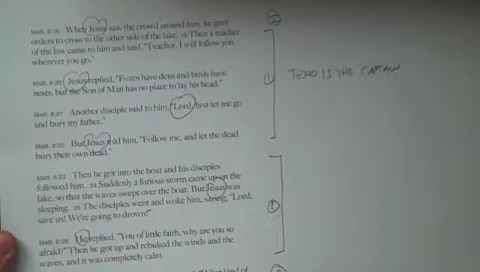 Matt. 8:18 When Jesus saw the crowd around him, he gave
orders to cross to the other side of the lake. 19 Then a teacher
of the law came to him and said, "Teacher, I will follow you
wherever you go."
Matt. 8:20 Jesus replied, "Foxes have dens and birds have
nests, but the Son of Man has no place to lay his head."
Matt. 8:21 Another disciple said to him, "Lord, first let me go
and bury my father."
Matt. 8:22 But Jesus told him, "Follow me, and let the dead
bury their own dead."
Matt. 8:23 Then he got into the boat and his disciples
followed him. 24 Suddenly a furious storm came up on the
lake, so that the waves swept over the boat. But Jesus was
sleeping. 25 The disciples went and woke him, saying, "Lord,
save us! We're going to drown!"
Matt. 8:26 He replied, "You of little faith, why are you so
afraid?" Then he got up and rebuked the winds and the
waves, and it was completely calm.
1
IS THE CAPTAIN